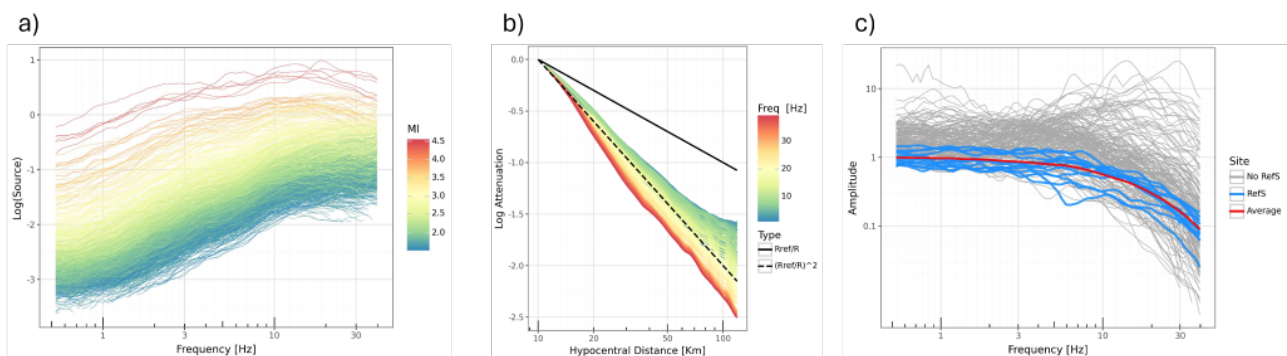 a)
b)
c)
1
0
-1
-2
-3
Log(Source)
1
3
10
30
Frequency [Hz]
Ml
4.5
4.0
3.5
3.0
2.5
2.0
0.0
-0.5
-1.0
-1.5
-2.0
-2.5
Log Attenuation
10
20
50
100
Hypocentral Distance [Km]
Freq [Hz]
30
20
10
Type
Rref/R
(Rref/R)^2
10
1
0.1
Amplitude
1
3
10
30
Frequency [Hz]
Site
No RefS
RefS
Average